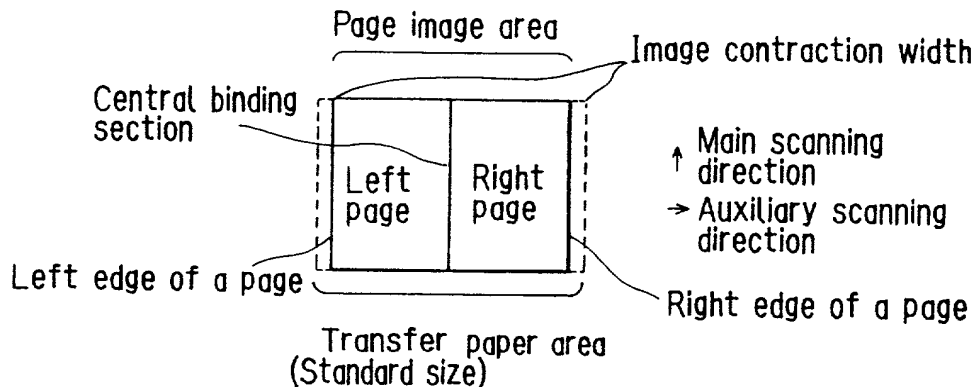 Page image area
Image contraction width
Central binding
section
Left
page
Right
page
↑ Main scanning
direction
→ Auxiliary scanning
direction
Left edge of a page
Right edge of a page
Transfer paper area
(Standard size)